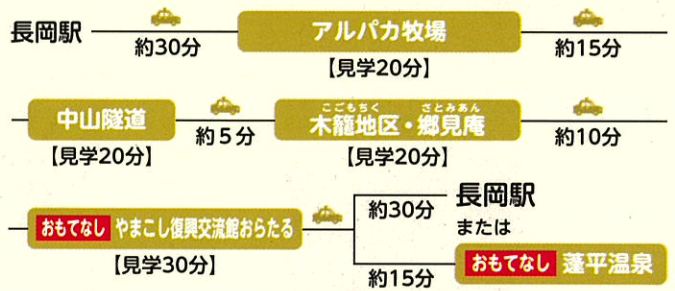 長岡駅 約30分 アルパカ牧場 約15分
【見学20分】
中山隧道 約5分 木籠地区・郷見庵 約10分
こごもちく さとみあん
【見学20分】 【見学20分】
おもてなし やまこし復興交流館おらたる 約30分 長岡駅
【見学30分】 または
約15分 おもてなし 蓬平温泉